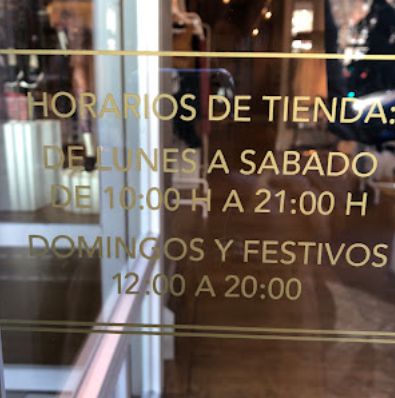 HORARIOS DE TIENDA:
DE LUNES A SABADO
DE 10:00 H A 21:00 H
DOMINGOS Y FESTIVOS
12:00 A 20:00